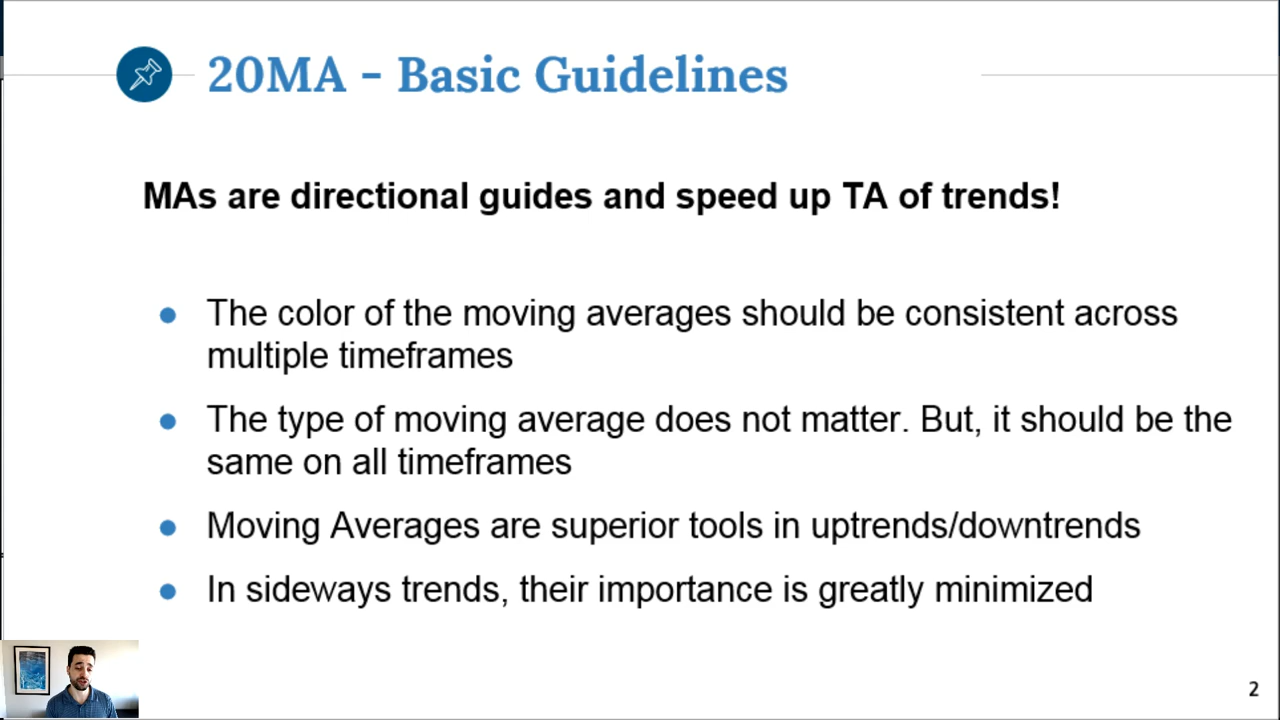 20MA - Basic Guidelines
MAs are directional guides and speed up TA of trends!
● The color of the moving averages should be consistent across
multiple timeframes
● The type of moving average does not matter. But, it should be the
same on all timeframes
● Moving Averages are superior tools in uptrends/downtrends
● In sideways trends, their importance is greatly minimized
2